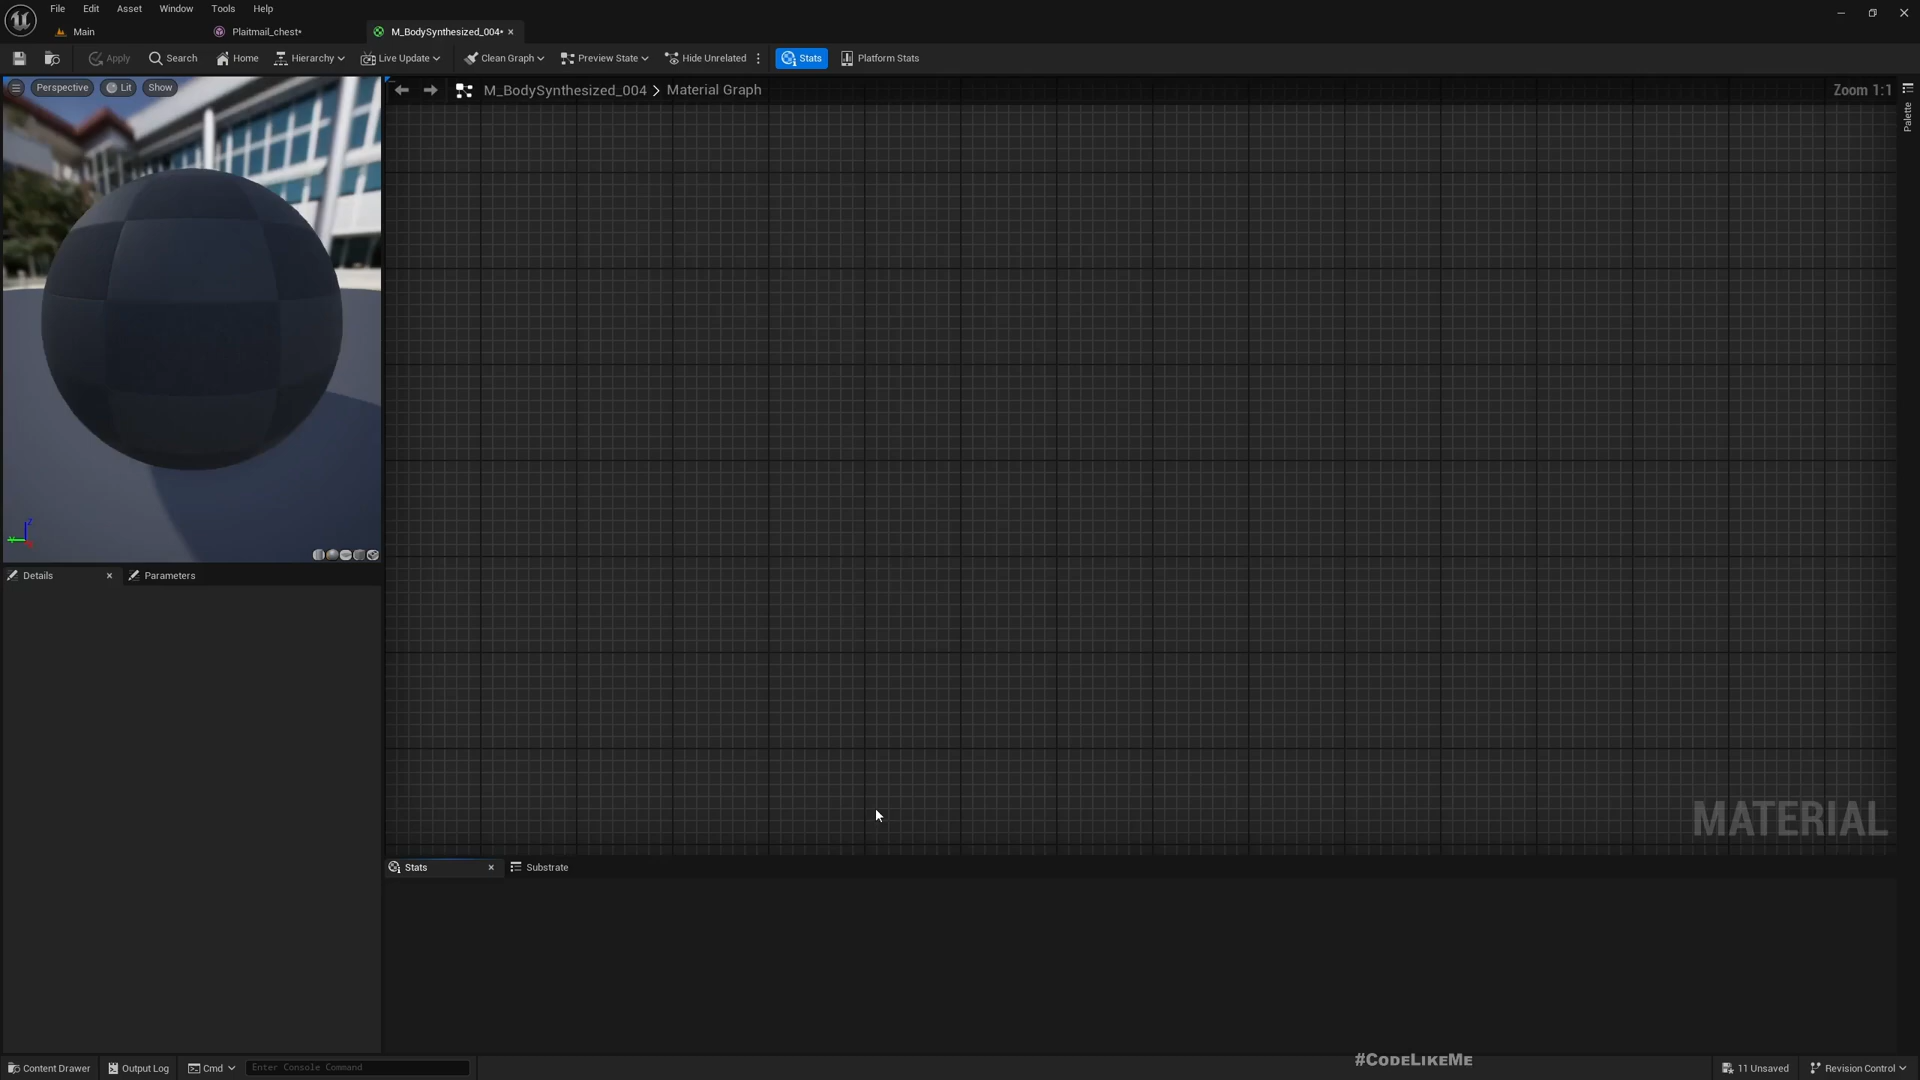 File Edit Asset Window Tools Help
Main Plaitmail_chest* M_BodySynthesized_004*
Apply Search Home Hierarchy Live Update Clean Graph Preview State Hide Unrelated Stats Platform Stats
Perspective Lit Show
M_BodySynthesized_004 > Material Graph
Zoom 1:1
Palette
Z
Details Parameters
MATERIAL
Stats Substrate
#CodeLikeMe
Content Drawer Output Log Cmd Enter Console Command 11 Unsaved Revision Control